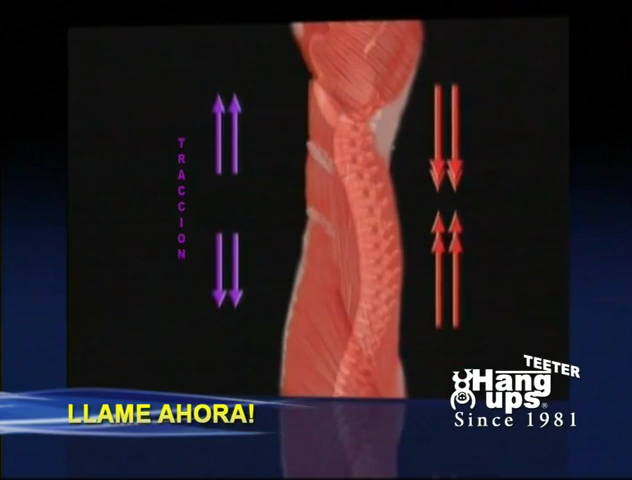 TRACCION
LLAME AHORA!
TEETER
Hang
ups®
Since 1981